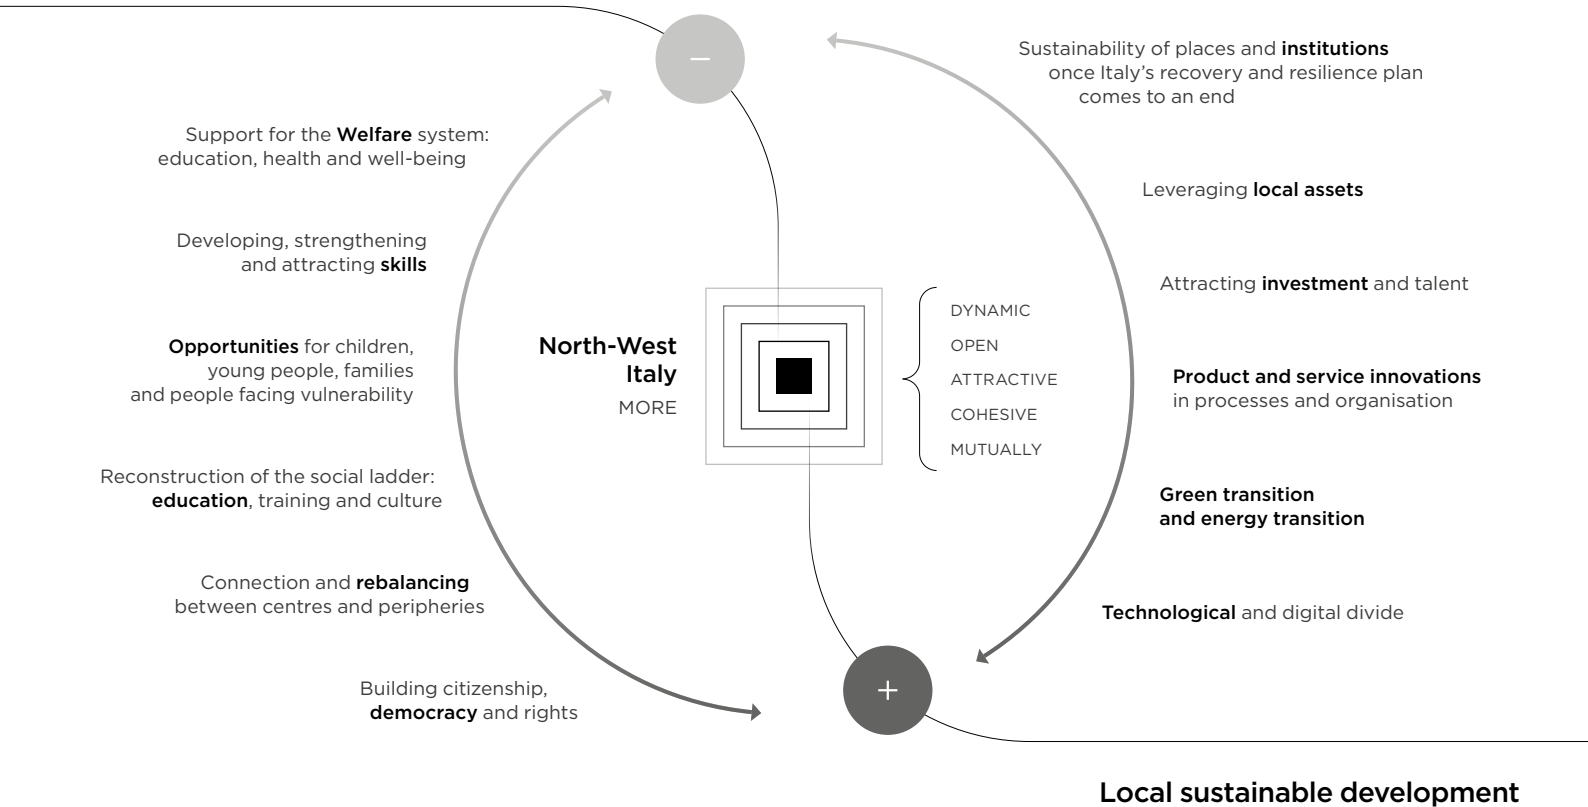 −
Support for the Welfare system:
education, health and well-being
Developing, strengthening
and attracting skills
Opportunities for children,
young people, families
and people facing vulnerability
Reconstruction of the social ladder:
education, training and culture
Connection and rebalancing
between centres and peripheries
Building citizenship,
democracy and rights
North-West
Italy
MORE
DYNAMIC
OPEN
ATTRACTIVE
COHESIVE
MUTUALLY
Sustainability of places and institutions
once Italy’s recovery and resilience plan
comes to an end
Leveraging local assets
Attracting investment and talent
Product and service innovations
in processes and organisation
Green transition
and energy transition
Technological and digital divide
+
Local sustainable development